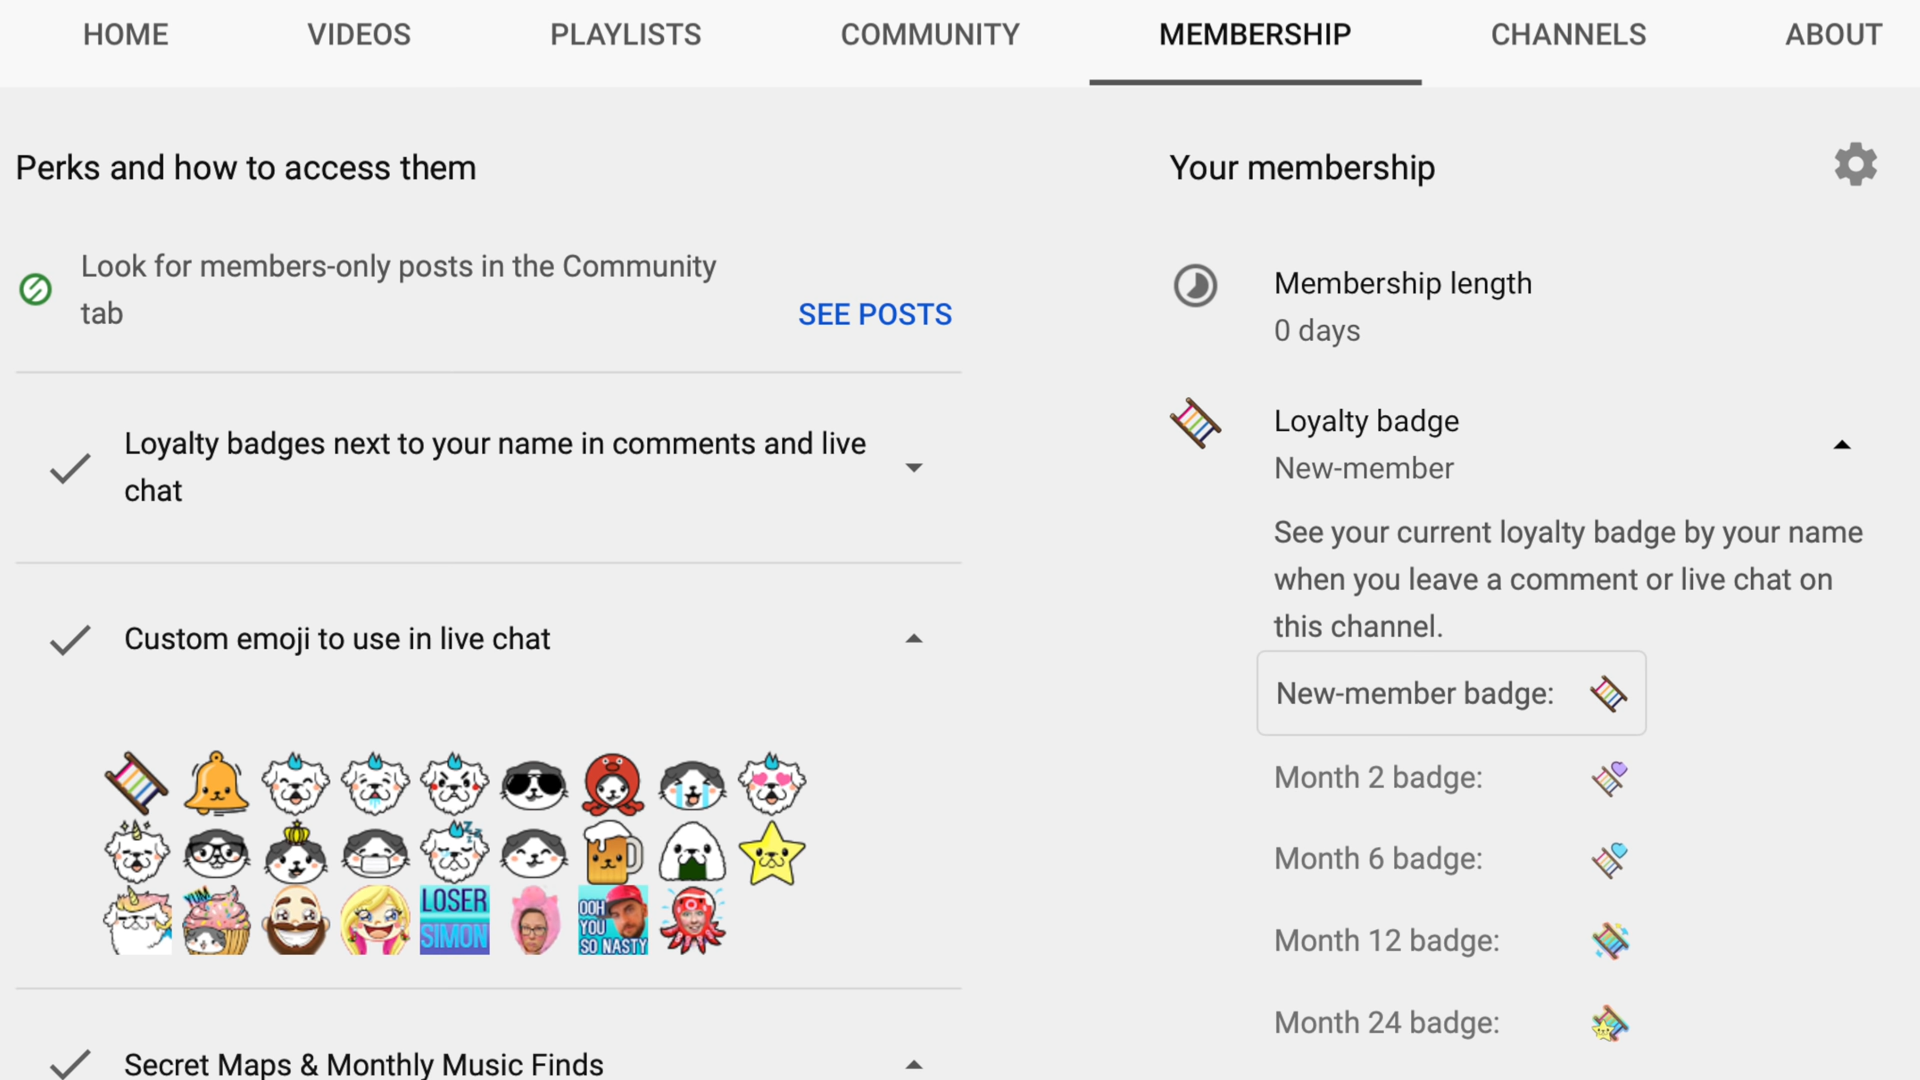 HOME VIDEOS PLAYLISTS COMMUNITY MEMBERSHIP CHANNELS ABOUT
Perks and how to access them
Look for members-only posts in the Community
tab
SEE POSTS
Loyalty badges next to your name in comments and live
chat
Custom emoji to use in live chat
YUM
LOSER
SIMON
OOH
YOU
SO NASTY
Secret Maps & Monthly Music Finds
Your membership
Membership length
0 days
Loyalty badge
New-member
See your current loyalty badge by your name
when you leave a comment or live chat on
this channel.
New-member badge:
Month 2 badge:
Month 6 badge:
Month 12 badge:
Month 24 badge: